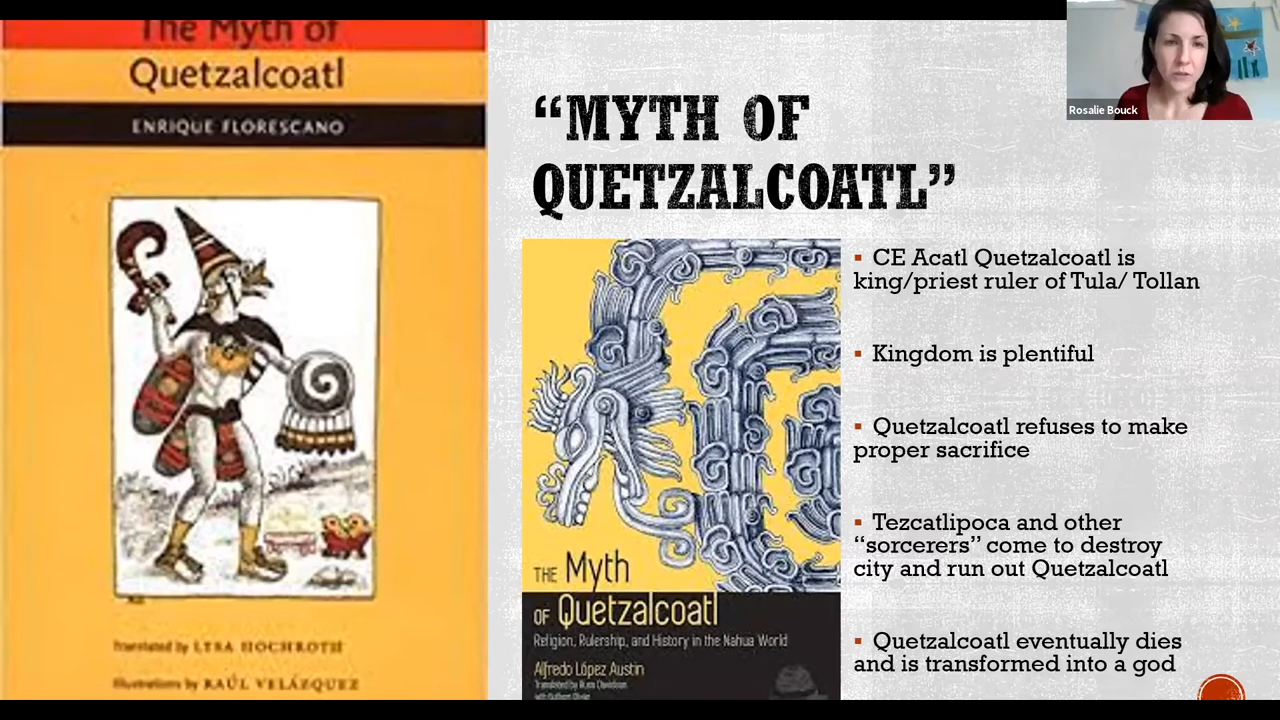 The Myth of
Quetzalcoatl
ENRIQUE FLORESCANO
Translated by LYSA HOCHROTH
Illustrations by RAÚL VELÁZQUEZ
“MYTH OF
QUETZALCOATL”
THE Myth
OF Quetzalcoatl
Religion, Rulership, and History in the Nahua World
Alfredo López Austin
Translated by Russ Davidson
with Guilhem Olivier
▪ CE Acatl Quetzalcoatl is
king/priest ruler of Tula/ Tollan
▪ Kingdom is plentiful
▪ Quetzalcoatl refuses to make
proper sacrifice
▪ Tezcatlipoca and other
“sorcerers” come to destroy
city and run out Quetzalcoatl
▪ Quetzalcoatl eventually dies
and is transformed into a god
Rosalie Bouck